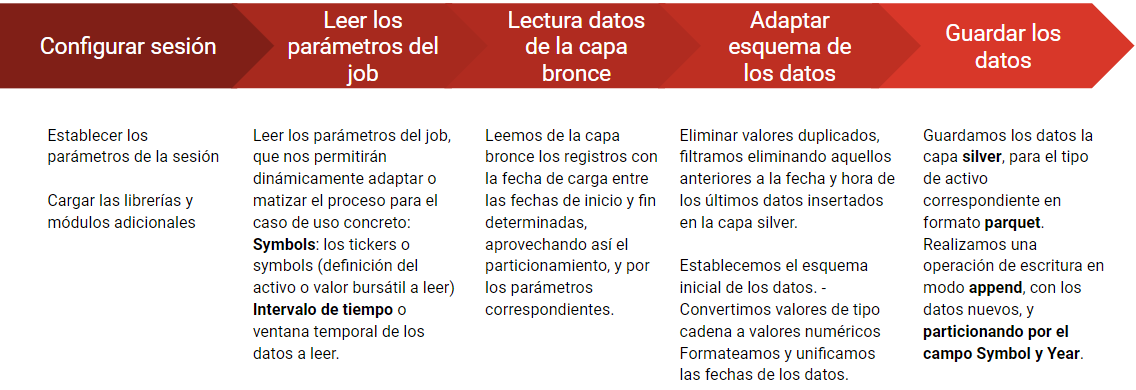 Configurar sesión
Leer los
parámetros del
job
Lectura datos
de la capa
bronce
Adaptar
esquema de
los datos
Guardar los
datos
Establecer los
parámetros de la sesión
Cargar las librerías y
módulos adicionales
Leer los parámetros del job,
que nos permitirán
dinámicamente adaptar o
matizar el proceso para el
caso de uso concreto:
Symbols: los tickers o
symbols (definición del
activo o valor bursátil a leer)
Intervalo de tiempo o
ventana temporal de los
datos a leer.
Leemos de la capa
bronce los registros con
la fecha de carga entre
las fechas de inicio y fin
determinadas,
aprovechando así el
particionamiento, y por
los parámetros
correspondientes.
Eliminar valores duplicados,
filtramos eliminando aquellos
anteriores a la fecha y hora de
los últimos datos insertados
en la capa silver.
Establecemos el esquema
inicial de los datos. -
Convertimos valores de tipo
cadena a valores numéricos
Formateamos y unificamos
las fechas de los datos.
Guardamos los datos la
capa silver, para el tipo
de activo
correspondiente en
formato parquet.
Realizamos una
operación de escritura en
modo append, con los
datos nuevos, y
particionando por el
campo Symbol y Year.